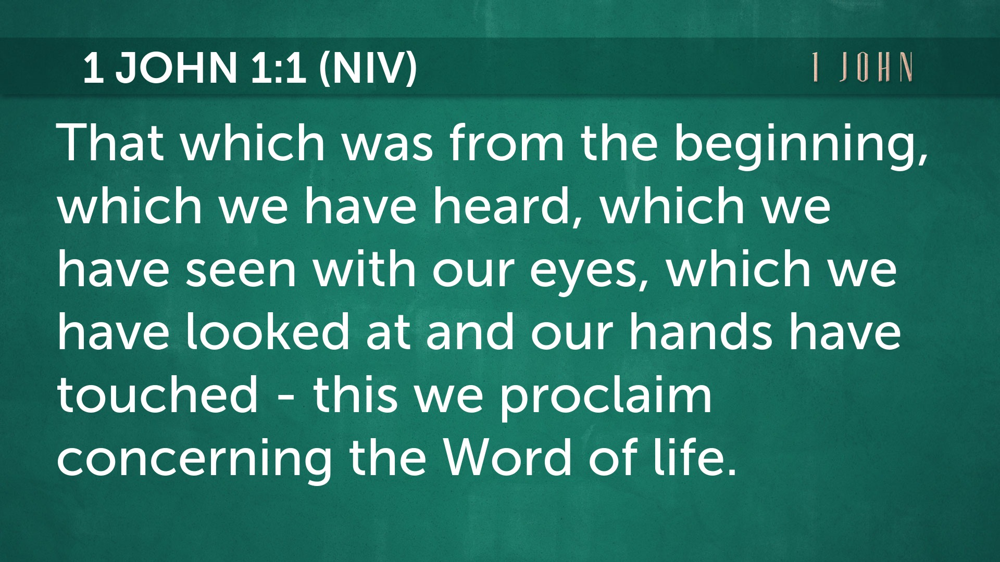 1 JOHN 1:1 (NIV)
1 JOHN
That which was from the beginning,
which we have heard, which we
have seen with our eyes, which we
have looked at and our hands have
touched - this we proclaim
concerning the Word of life.